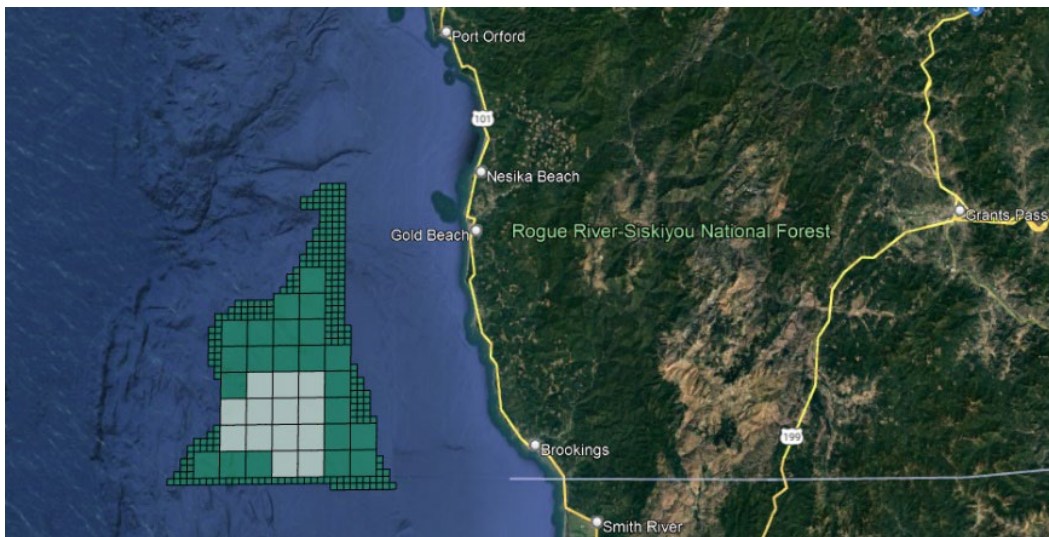 Port Orford
101
Nesika Beach
Grants Pass
Gold Beach
Rogue River-Siskiyou National Forest
199
Brookings
Smith River